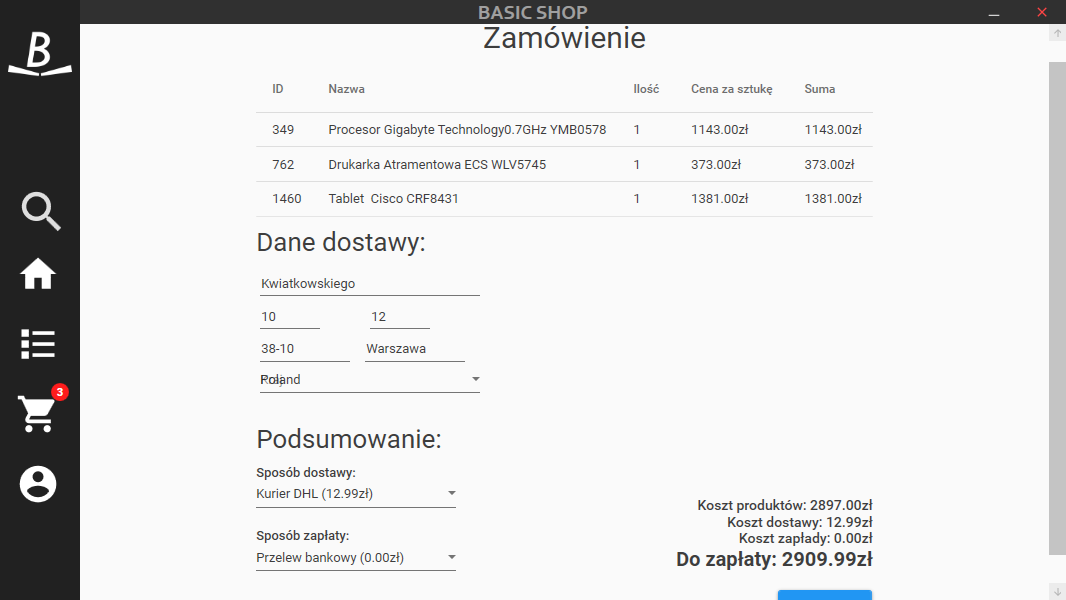 BASIC SHOP
B
Zamówienie
ID Nazwa Ilość Cena za sztukę Suma
349 Procesor Gigabyte Technology0.7GHz YMB0578 1 1143.00zł 1143.00zł
762 Drukarka Atramentowa ECS WLV5745 1 373.00zł 373.00zł
1460 Tablet  Cisco CRF8431 1 1381.00zł 1381.00zł
Dane dostawy:
Kwiatkowskiego
10 12
38-10 Warszawa
Poland
3
Podsumowanie:
Sposób dostawy:
Kurier DHL (12.99zł)
Sposób zapłaty:
Przelew bankowy (0.00zł)
Koszt produktów: 2897.00zł
Koszt dostawy: 12.99zł
Koszt zapłady: 0.00zł
Do zapłaty: 2909.99zł